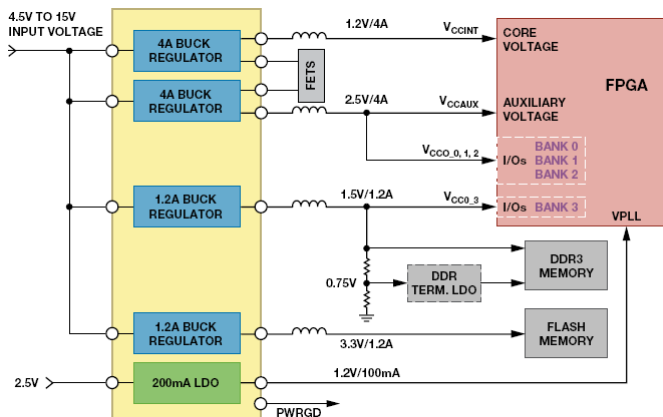 4.5V TO 15V
INPUT VOLTAGE
4A BUCK
REGULATOR
1.2V/4A
VCCINT
CORE
VOLTAGE
FPGA
FETS
4A BUCK
REGULATOR
2.5V/4A
VCCAUX
AUXILIARY
VOLTAGE
VCCO_0, 1, 2
I/Os
BANK 0
BANK 1
BANK 2
1.2A BUCK
REGULATOR
1.5V/1.2A
VCC0_3
I/Os BANK 3
VPLL
0.75V
DDR
TERM. LDO
DDR3
MEMORY
1.2A BUCK
REGULATOR
3.3V/1.2A
FLASH
MEMORY
2.5V
200mA LDO
1.2V/100mA
PWRGD